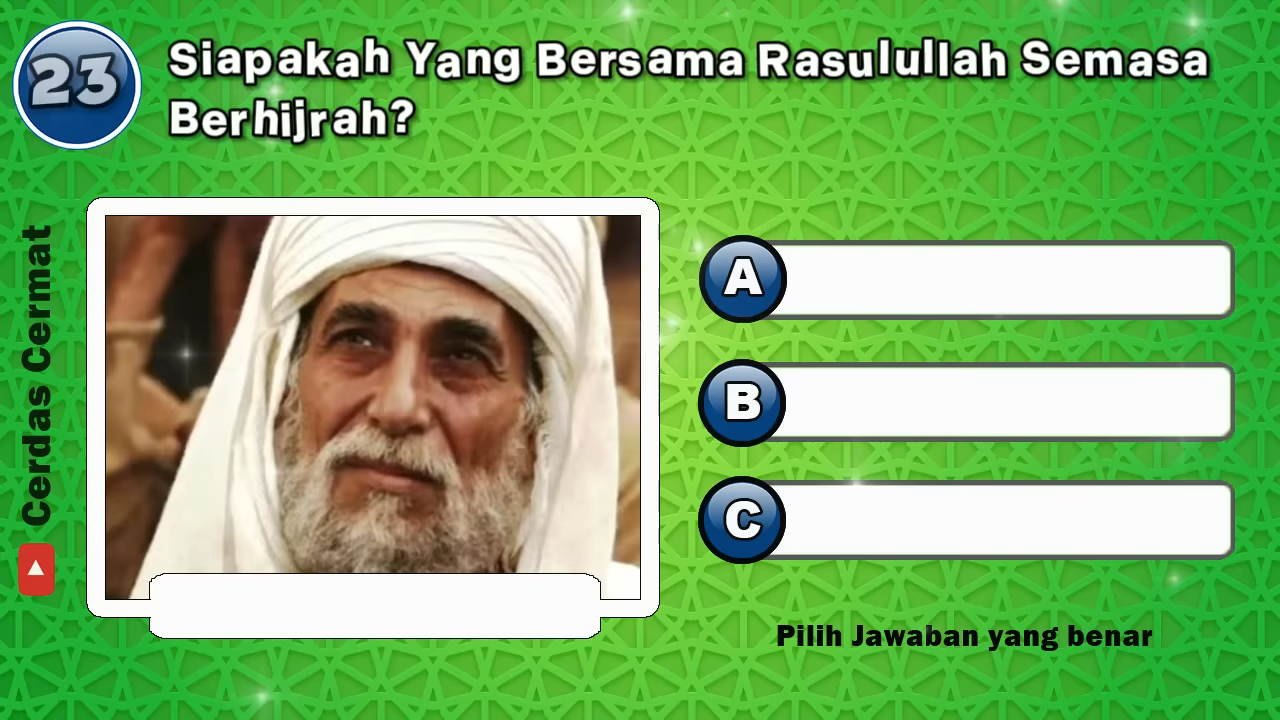 23
Siapakah Yang Bersama Rasulullah Semasa
Berhijrah?
Cerdas Cermat
A
B
C
Pilih Jawaban yang benar